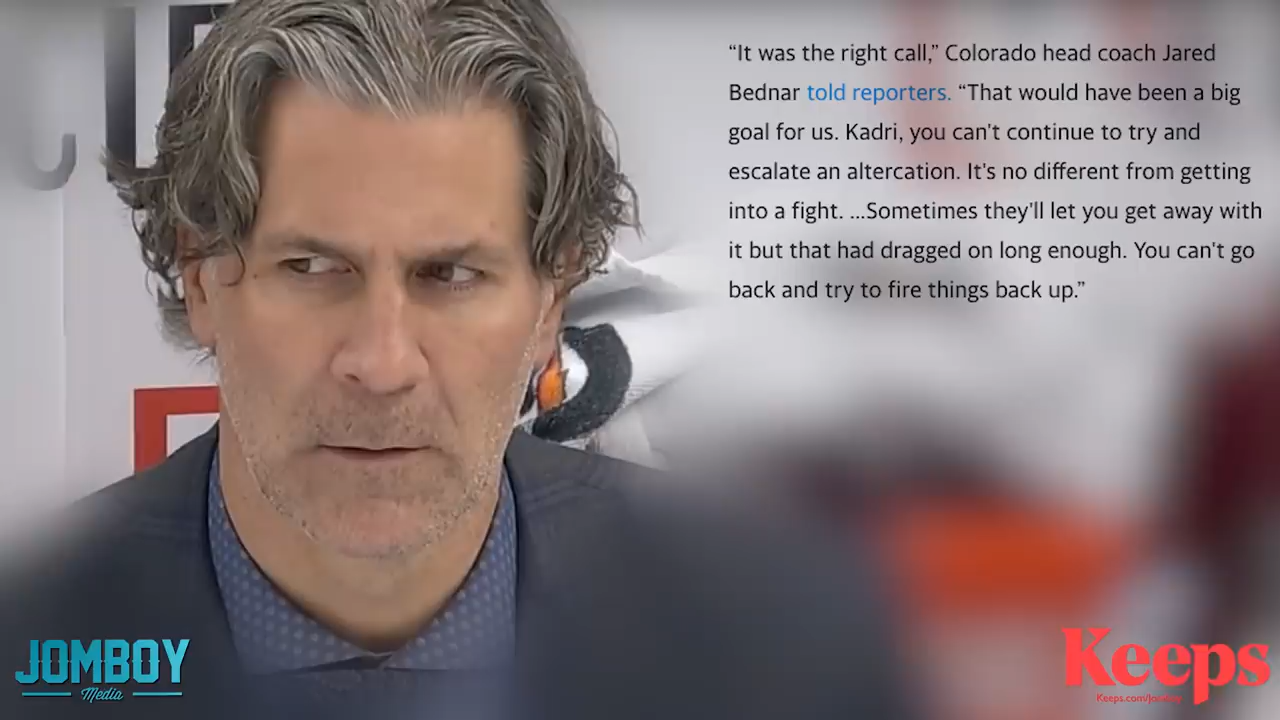 “It was the right call,” Colorado head coach Jared
Bednar told reporters. “That would have been a big
goal for us. Kadri, you can't continue to try and
escalate an altercation. It's no different from getting
into a fight. ...Sometimes they'll let you get away with
it but that had dragged on long enough. You can't go
back and try to fire things back up.”
JOMBOY
Media
Keeps
Keeps.com/jomboy